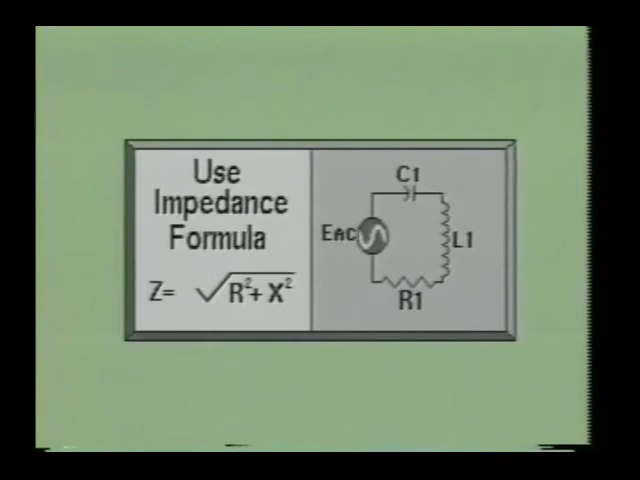 Use
Impedance
Formula
Z= √R²+X²
C1
EAC
L1
R1